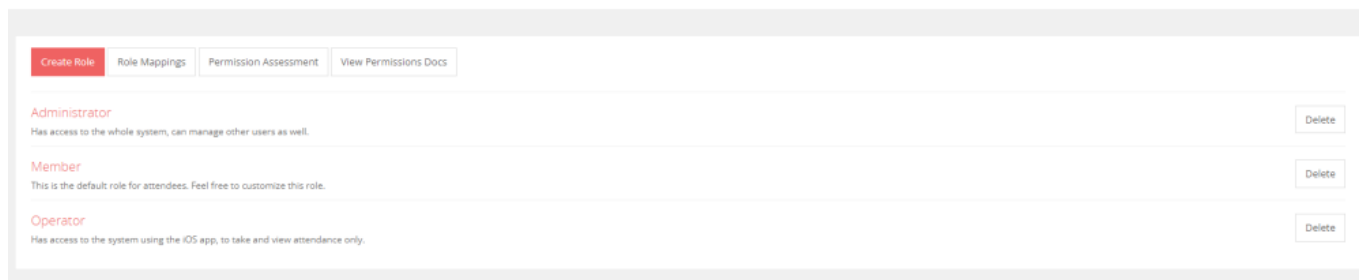 Create Role Role Mappings Permission Assessment View Permissions Docs
Administrator
Has access to the whole system, can manage other users as well.
Delete
Member
This is the default role for attendees. Feel free to customize this role.
Delete
Operator
Has access to the system using the iOS app, to take and view attendance only.
Delete